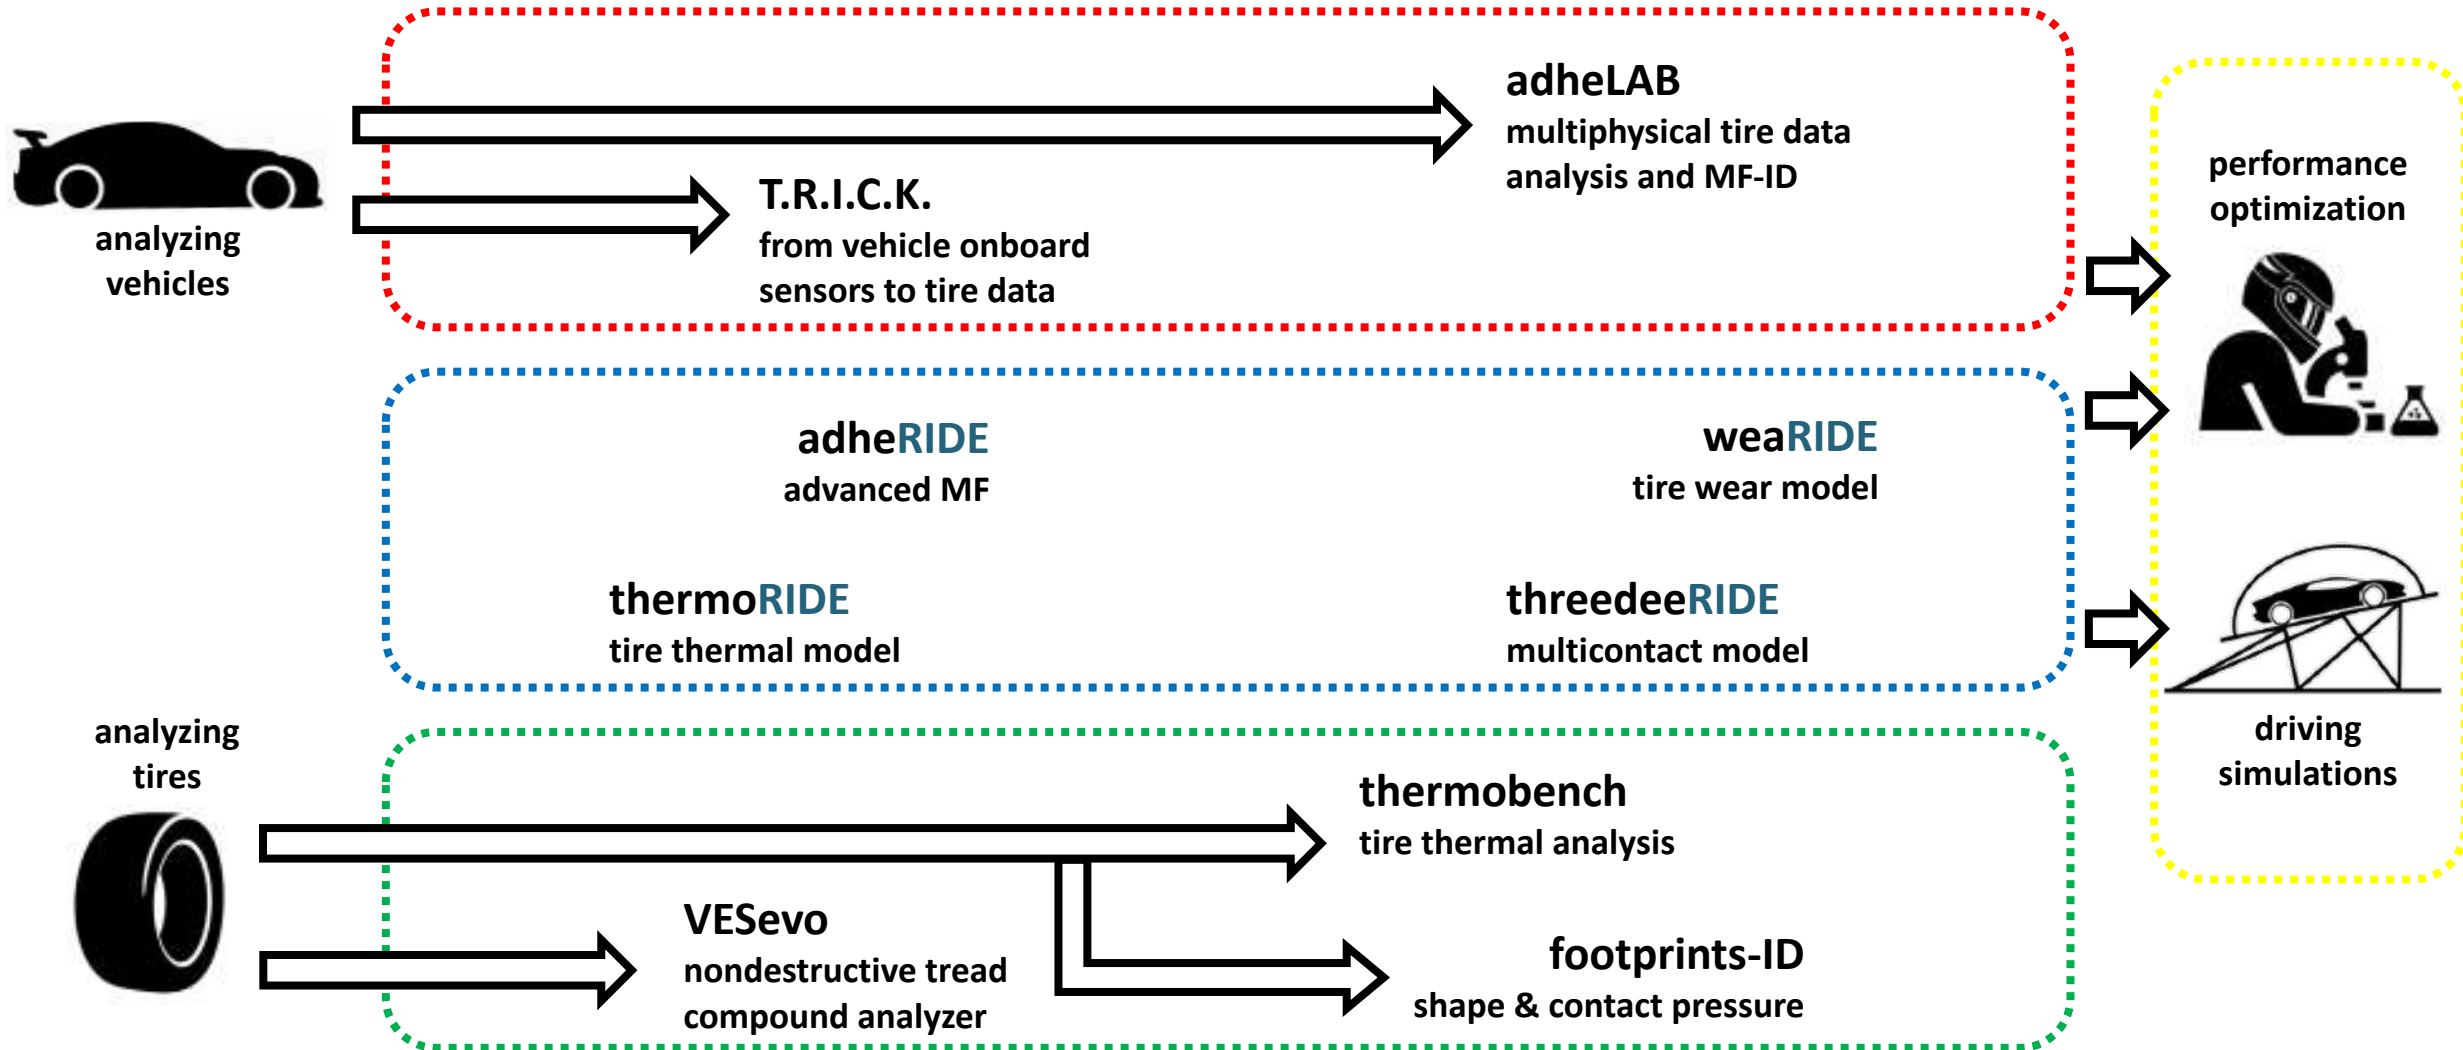 analyzing
vehicles
adheLAB
multiphysical tire data
analysis and MF-ID
T.R.I.C.K.
from vehicle onboard
sensors to tire data
adheRIDE
advanced MF
weaRIDE
tire wear model
thermoRIDE
tire thermal model
threedeeRIDE
multicontact model
analyzing
tires
thermobench
tire thermal analysis
VESevo
nondestructive tread
compound analyzer
footprints-ID
shape & contact pressure
performance
optimization
driving
simulations